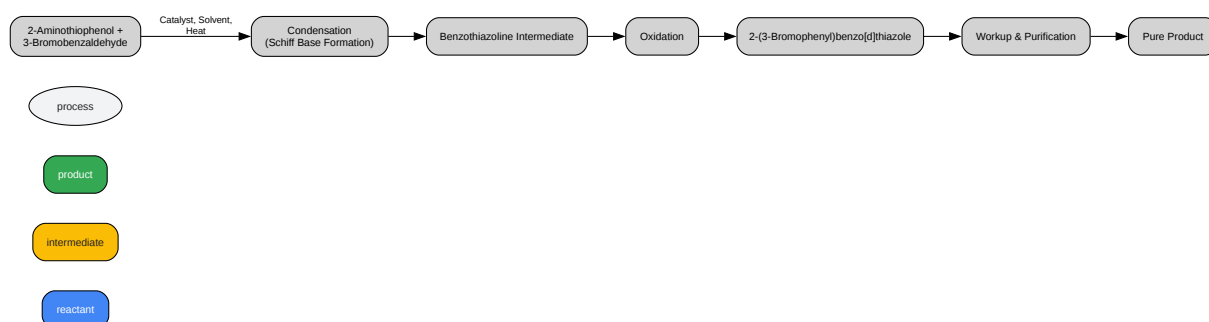 2-Aminothiophenol +
3-Bromobenzaldehyde
Catalyst, Solvent,
Heat
Condensation
(Schiff Base Formation)
Benzothiazoline Intermediate
Oxidation
2-(3-Bromophenyl)benzo[d]thiazole
Workup & Purification
Pure Product
process
product
intermediate
reactant